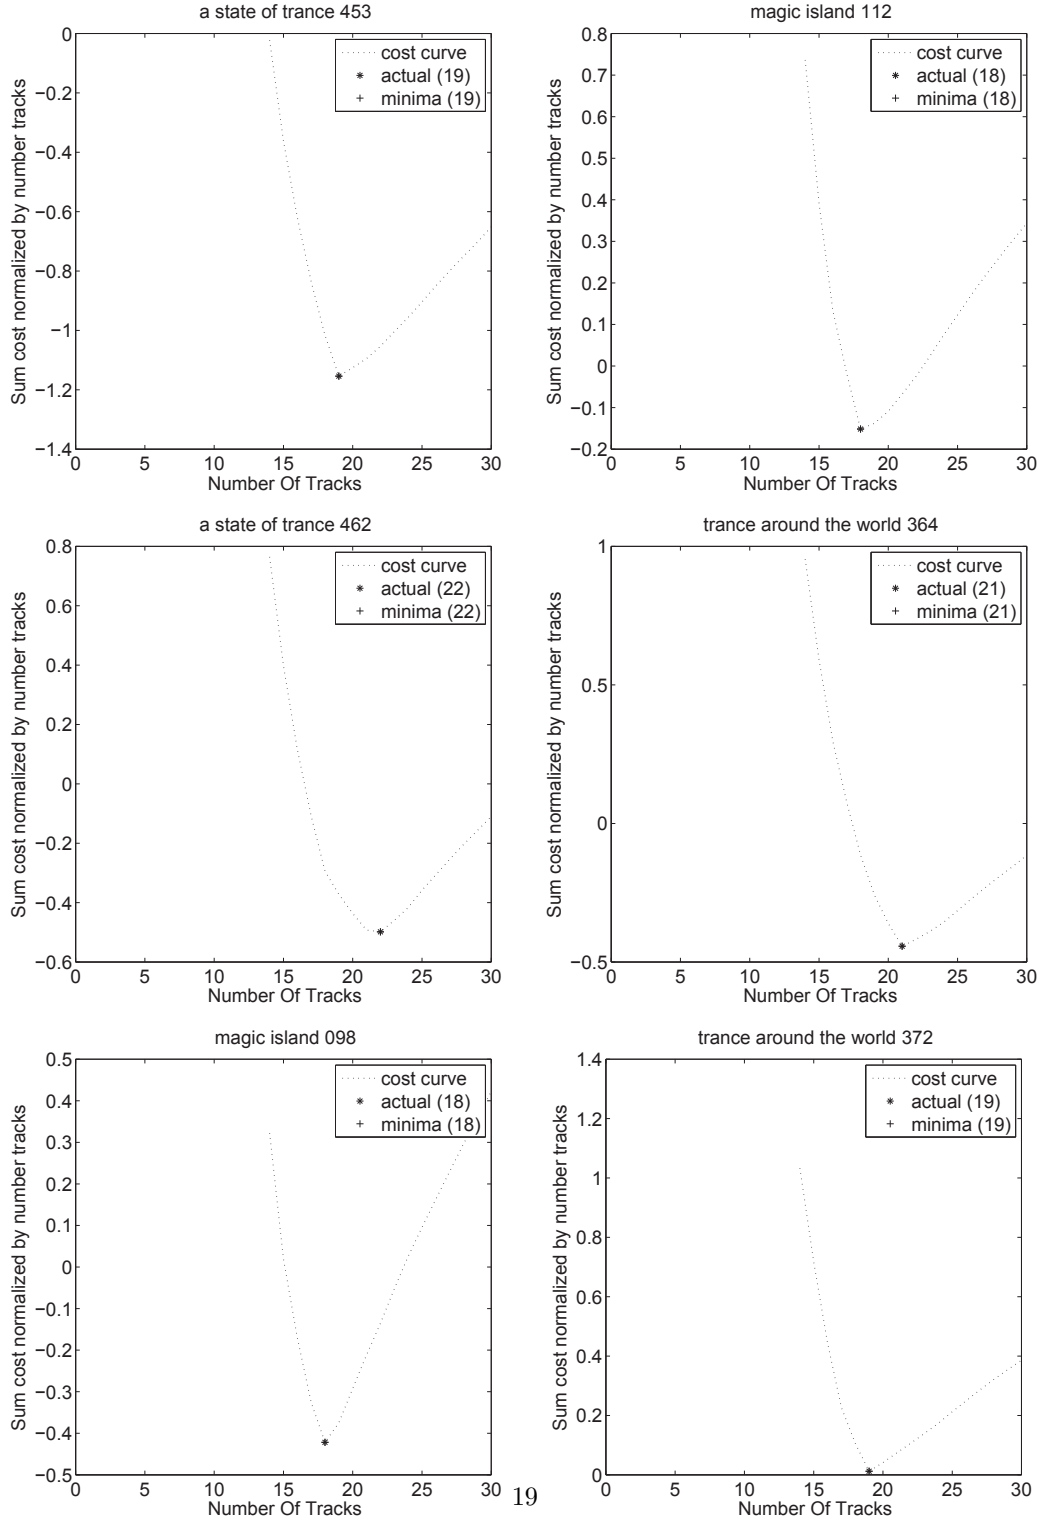 a state of trance 453
Sum cost normalized by number tracks
0
−0.2
−0.4
−0.6
−0.8
−1
−1.2
−1.4
cost curve
actual (19)
minima (19)
0 5 10 15 20 25 30
Number Of Tracks
magic island 112
Sum cost normalized by number tracks
0.8
0.7
0.6
0.5
0.4
0.3
0.2
0.1
0
−0.1
−0.2
cost curve
actual (18)
minima (18)
0 5 10 15 20 25 30
Number Of Tracks
a state of trance 462
Sum cost normalized by number tracks
0.8
0.6
0.4
0.2
0
−0.2
−0.4
−0.6
cost curve
actual (22)
minima (22)
0 5 10 15 20 25 30
Number Of Tracks
trance around the world 364
Sum cost normalized by number tracks
1
0.5
0
−0.5
cost curve
actual (21)
minima (21)
0 5 10 15 20 25 30
Number Of Tracks
magic island 098
Sum cost normalized by number tracks
0.5
0.4
0.3
0.2
0.1
0
−0.1
−0.2
−0.3
−0.4
−0.5
cost curve
actual (18)
minima (18)
0 5 10 15 20 25 30
Number Of Tracks
trance around the world 372
Sum cost normalized by number tracks
1.4
1.2
1
0.8
0.6
0.4
0.2
0
cost curve
actual (19)
minima (19)
0 5 10 15 20 25 30
Number Of Tracks
19